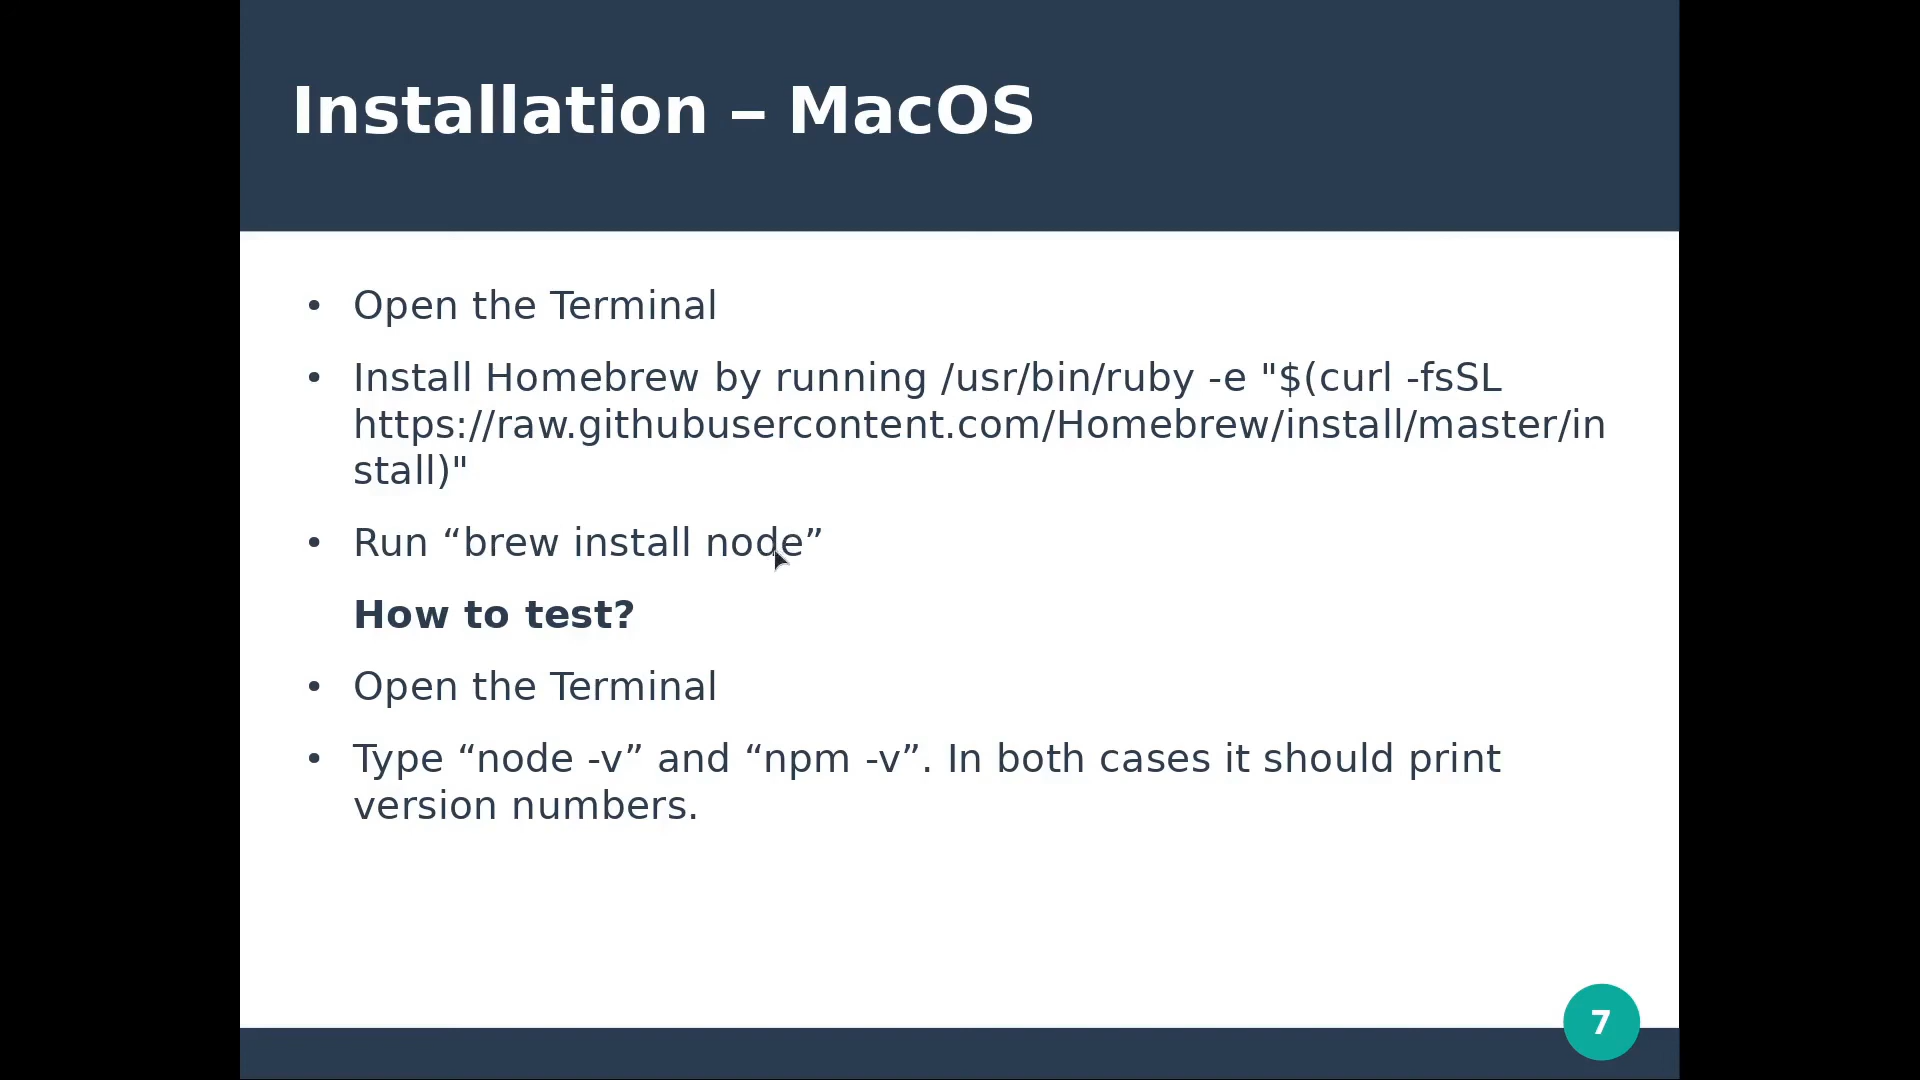 Installation – MacOS
• Open the Terminal
• Install Homebrew by running /usr/bin/ruby -e "$(curl -fsSL
https://raw.githubusercontent.com/Homebrew/install/master/in
stall)"
• Run “brew install node”
How to test?
• Open the Terminal
• Type “node -v” and “npm -v”. In both cases it should print
version numbers.
7